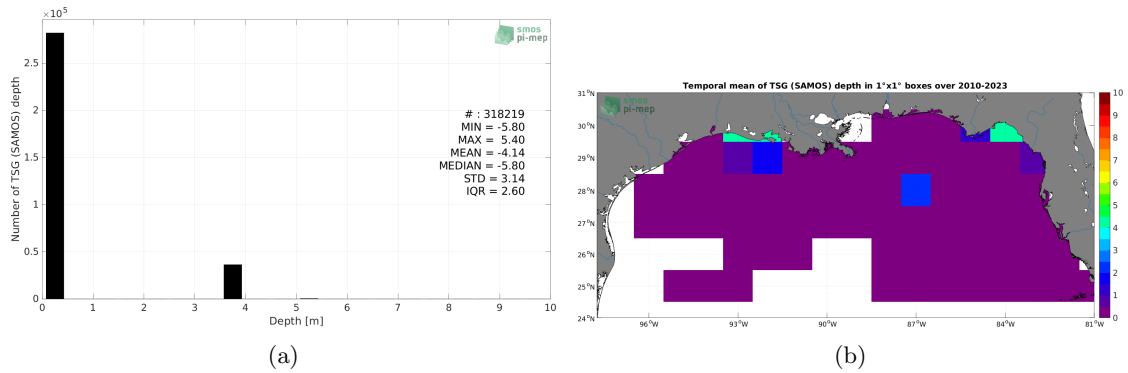 ×10^5
smos
pi-mep
2.5
2
1.5
1
0.5
0
Number of TSG (SAMOS) depth
# : 318219
MIN = -5.80
MAX = 5.40
MEAN = -4.14
MEDIAN = -5.80
STD = 3.14
IQR = 2.60
0 1 2 3 4 5 6 7 8 9 10
Depth [m]
(a)
Temporal mean of TSG (SAMOS) depth in 1°x1° boxes over 2010-2023
smos
pi-mep
31°N
30°N
29°N
28°N
27°N
26°N
25°N
24°N
96°W 93°W 90°W 87°W 84°W 81°W
10
9
8
7
6
5
4
3
2
1
0
(b)